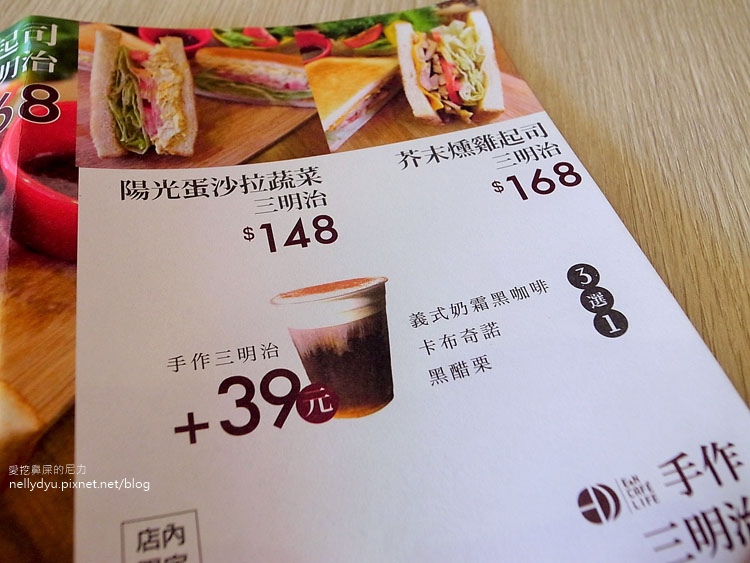 起司
明治
68
陽光蛋沙拉蔬菜
三明治
$148
芥末燻雞起司
三明治
$168
手作三明治
+39元
義式奶霜黑咖啡
卡布奇諾
黑醋栗
3選1
EaN
CAFE
LIFE
手作
三明治
店內
愛挖鼻屎的尼力
nellydyu.pixnet.net/blog